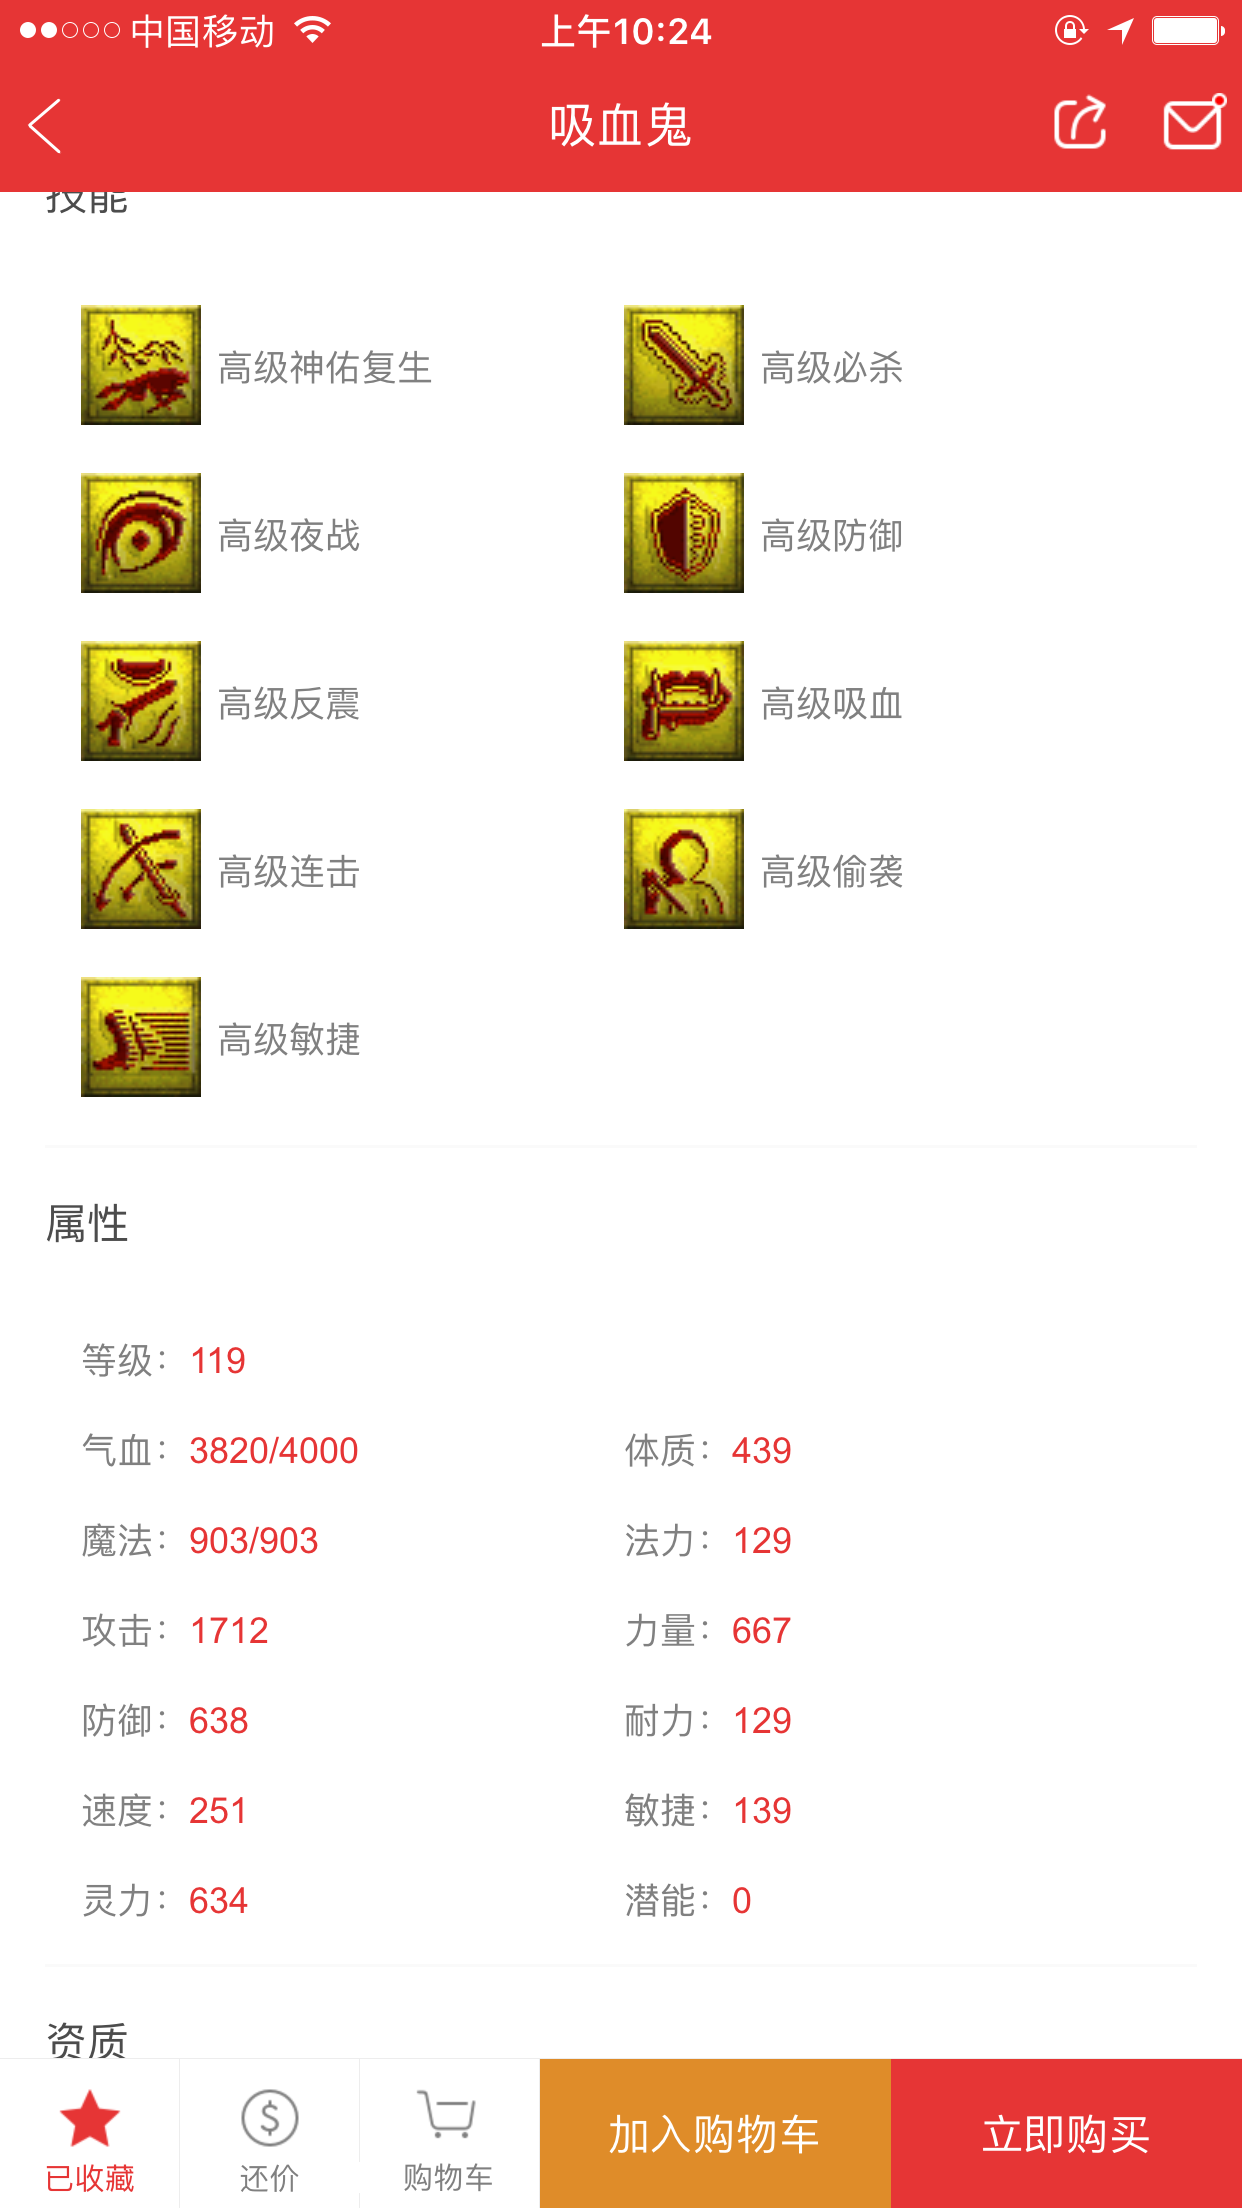 中国移动 上午10:24
吸血鬼
技能
高级神佑复生 高级必杀
高级夜战 高级防御
高级反震 高级吸血
高级连击 高级偷袭
高级敏捷
属性
等级：119
气血：3820/4000 体质：439
魔法：903/903 法力：129
攻击：1712 力量：667
防御：638 耐力：129
速度：251 敏捷：139
灵力：634 潜能：0
资质
已收藏 还价 购物车 加入购物车 立即购买